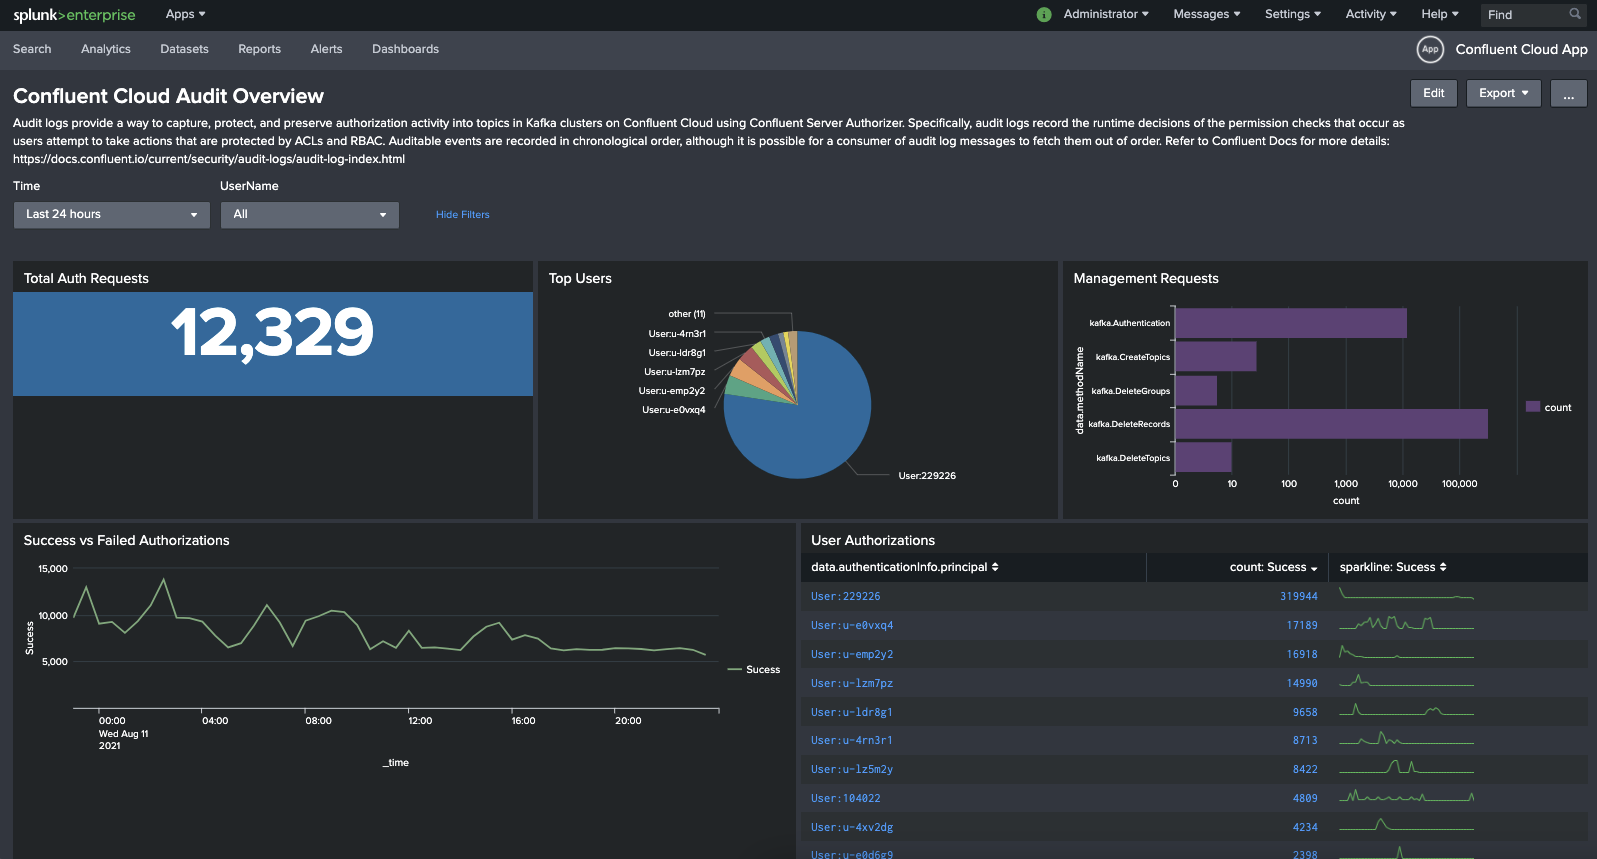 splunk>enterprise Apps
i Administrator Messages Settings Activity Help Find
Search Analytics Datasets Reports Alerts Dashboards
App Confluent Cloud App
Confluent Cloud Audit Overview
Edit Export ...
Audit logs provide a way to capture, protect, and preserve authorization activity into topics in Kafka clusters on Confluent Cloud using Confluent Server Authorizer. Specifically, audit logs record the runtime decisions of the permission checks that occur as
users attempt to take actions that are protected by ACLs and RBAC. Auditable events are recorded in chronological order, although it is possible for a consumer of audit log messages to fetch them out of order. Refer to Confluent Docs for more details:
https://docs.confluent.io/current/security/audit-logs/audit-log-index.html
Time UserName
Last 24 hours All Hide Filters
Total Auth Requests
12,329
Top Users
other (11)
User:u-4rn3r1
User:u-ldr8g1
User:u-lzm7pz
User:u-emp2y2
User:u-e0vxq4
User:229226
Management Requests
data.methodName
kafka.Authentication
kafka.CreateTopics
kafka.DeleteGroups
kafka.DeleteRecords
kafka.DeleteTopics
0 10 100 1,000 10,000 100,000
count
count
Success vs Failed Authorizations
Sucess
15,000
10,000
5,000
Sucess
00:00 04:00 08:00 12:00 16:00 20:00
Wed Aug 11
2021
_time
User Authorizations
data.authenticationInfo.principal count: Sucess sparkline: Sucess
User:229226 319944
User:u-e0vxq4 17189
User:u-emp2y2 16918
User:u-lzm7pz 14990
User:u-ldr8g1 9658
User:u-4rn3r1 8713
User:u-lz5m2y 8422
User:104022 4809
User:u-4xv2dg 4234
User:u-e0d6g9 2398